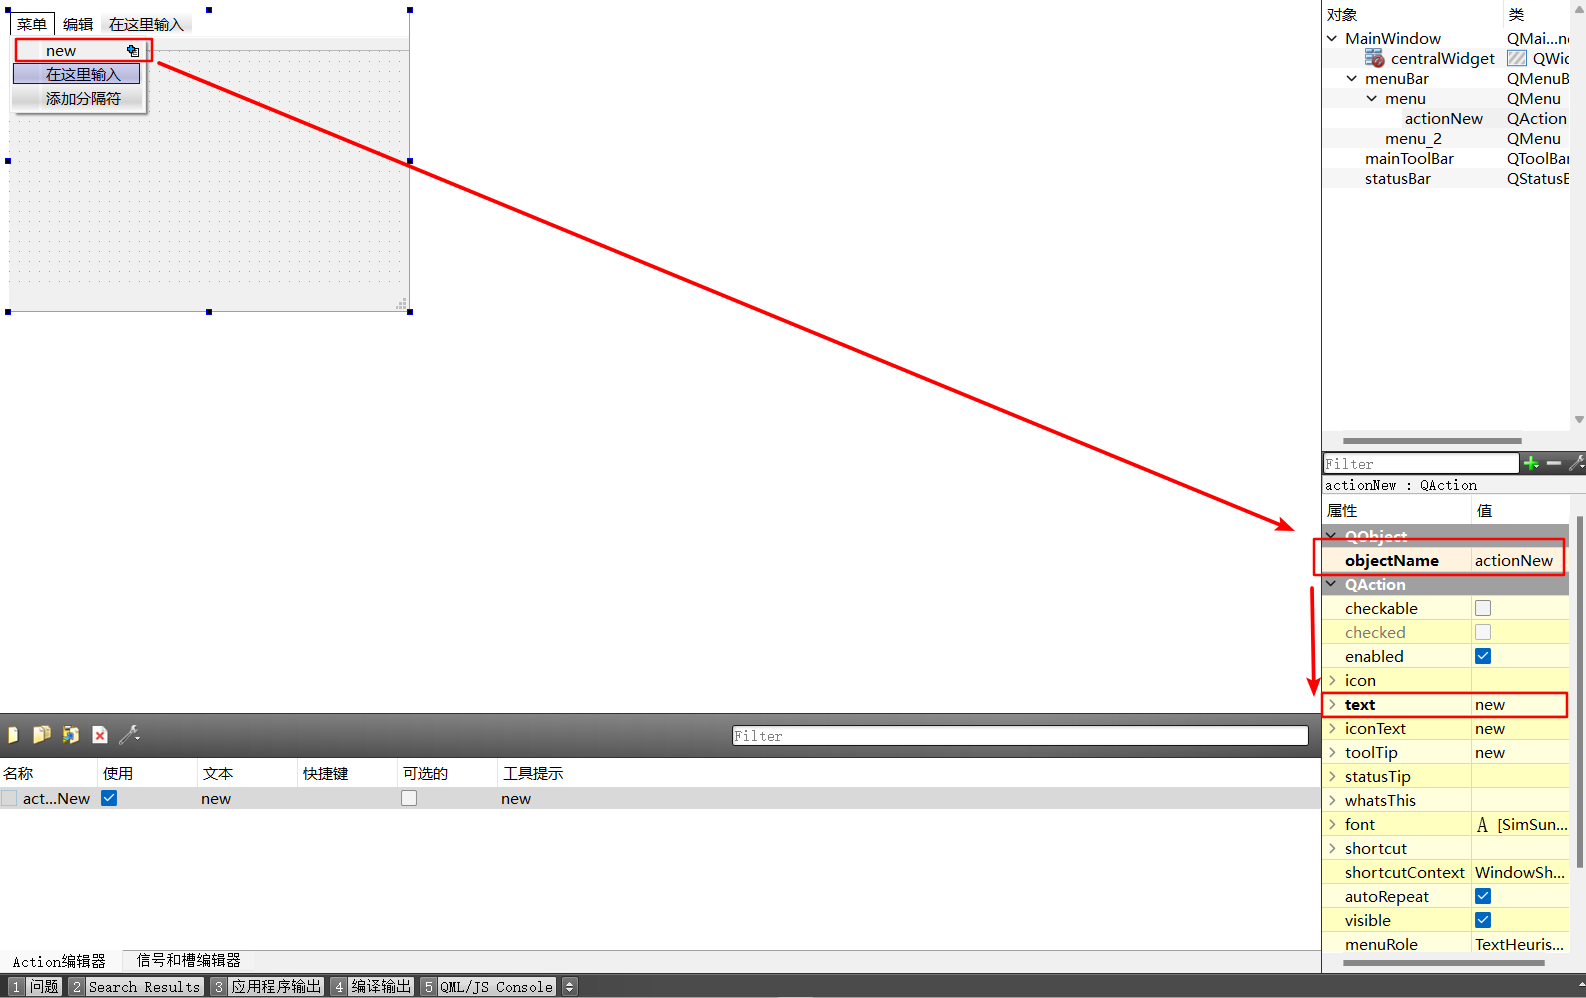 菜单 编辑 在这里输入
new
在这里输入
添加分隔符
对象 类
MainWindow QMai...n
centralWidget QWid
menuBar QMenuB
menu QMenu
actionNew QAction
menu_2 QMenu
mainToolBar QToolBar
statusBar QStatusB
Filter
actionNew : QAction
属性 值
QObject
objectName actionNew
QAction
checkable
checked
enabled
icon
text new
iconText new
toolTip new
statusTip
whatsThis
font A [SimSun,...
shortcut
shortcutContext WindowSh...
autoRepeat
visible
menuRole TextHeuris...
Filter
名称 使用 文本 快捷键 可选的 工具提示
act...New new new
Action编辑器 信号和槽编辑器
1 问题 2 Search Results 3 应用程序输出 4 编译输出 5 QML/JS Console